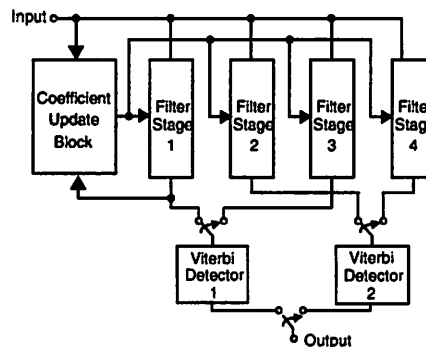 Input
Coefficient
Update
Block
Filter
Stage
1
Filter
Stage
2
Filter
Stage
3
Filter
Stage
4
Viterbi
Detector
1
Viterbi
Detector
2
Output